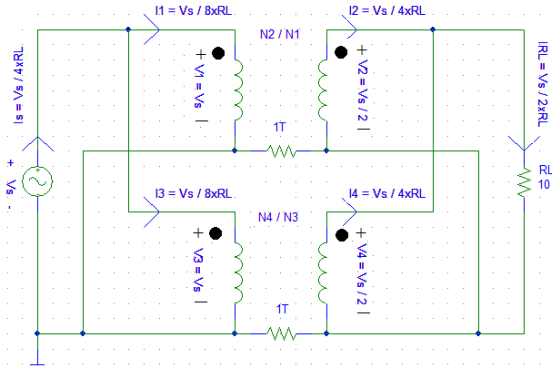 I1 = Vs / 8xRL
I2 = Vs / 4xRL
N2 / N1
Is = Vs / 4xRL
+ V1 = Vs -
+ V2 = Vs / 2 -
IRL = Vs / 2xRL
1T
+ Vs -
RL
10
I3 = Vs / 8xRL
I4 = Vs / 4xRL
N4 / N3
+ V3 = Vs -
+ V4 = Vs / 2 -
1T